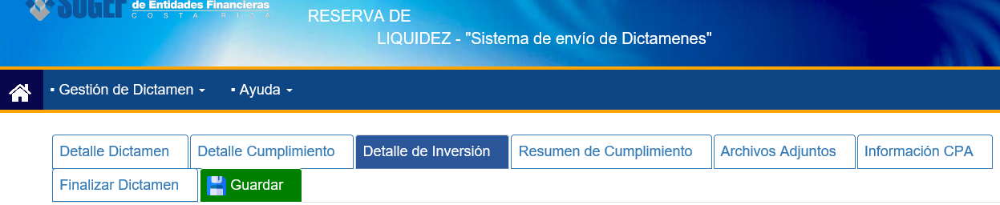 SUGEF
de Entidades Financieras
COSTA RICA
RESERVA DE
LIQUIDEZ - "Sistema de envío de Dictamenes"
▪ Gestión de Dictamen
▪ Ayuda
Detalle Dictamen
Detalle Cumplimiento
Detalle de Inversión
Resumen de Cumplimiento
Archivos Adjuntos
Información CPA
Finalizar Dictamen
Guardar